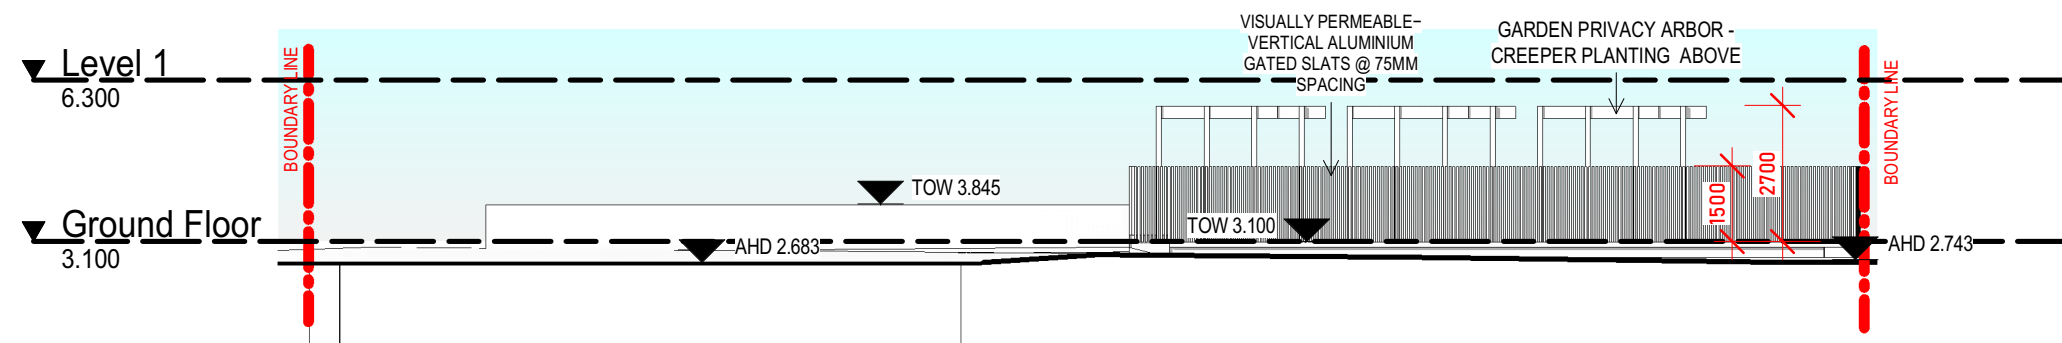 VISUALLY PERMEABLE-
VERTICAL ALUMINIUM
GATED SLATS @ 75MM
SPACING
GARDEN PRIVACY ARBOR -
CREEPER PLANTING ABOVE
Level 1
6.300
BOUNDARY LINE
BOUNDARY LINE
TOW 3.845
1500
2700
Ground Floor
3.100
TOW 3.100
AHD 2.683
AHD 2.743